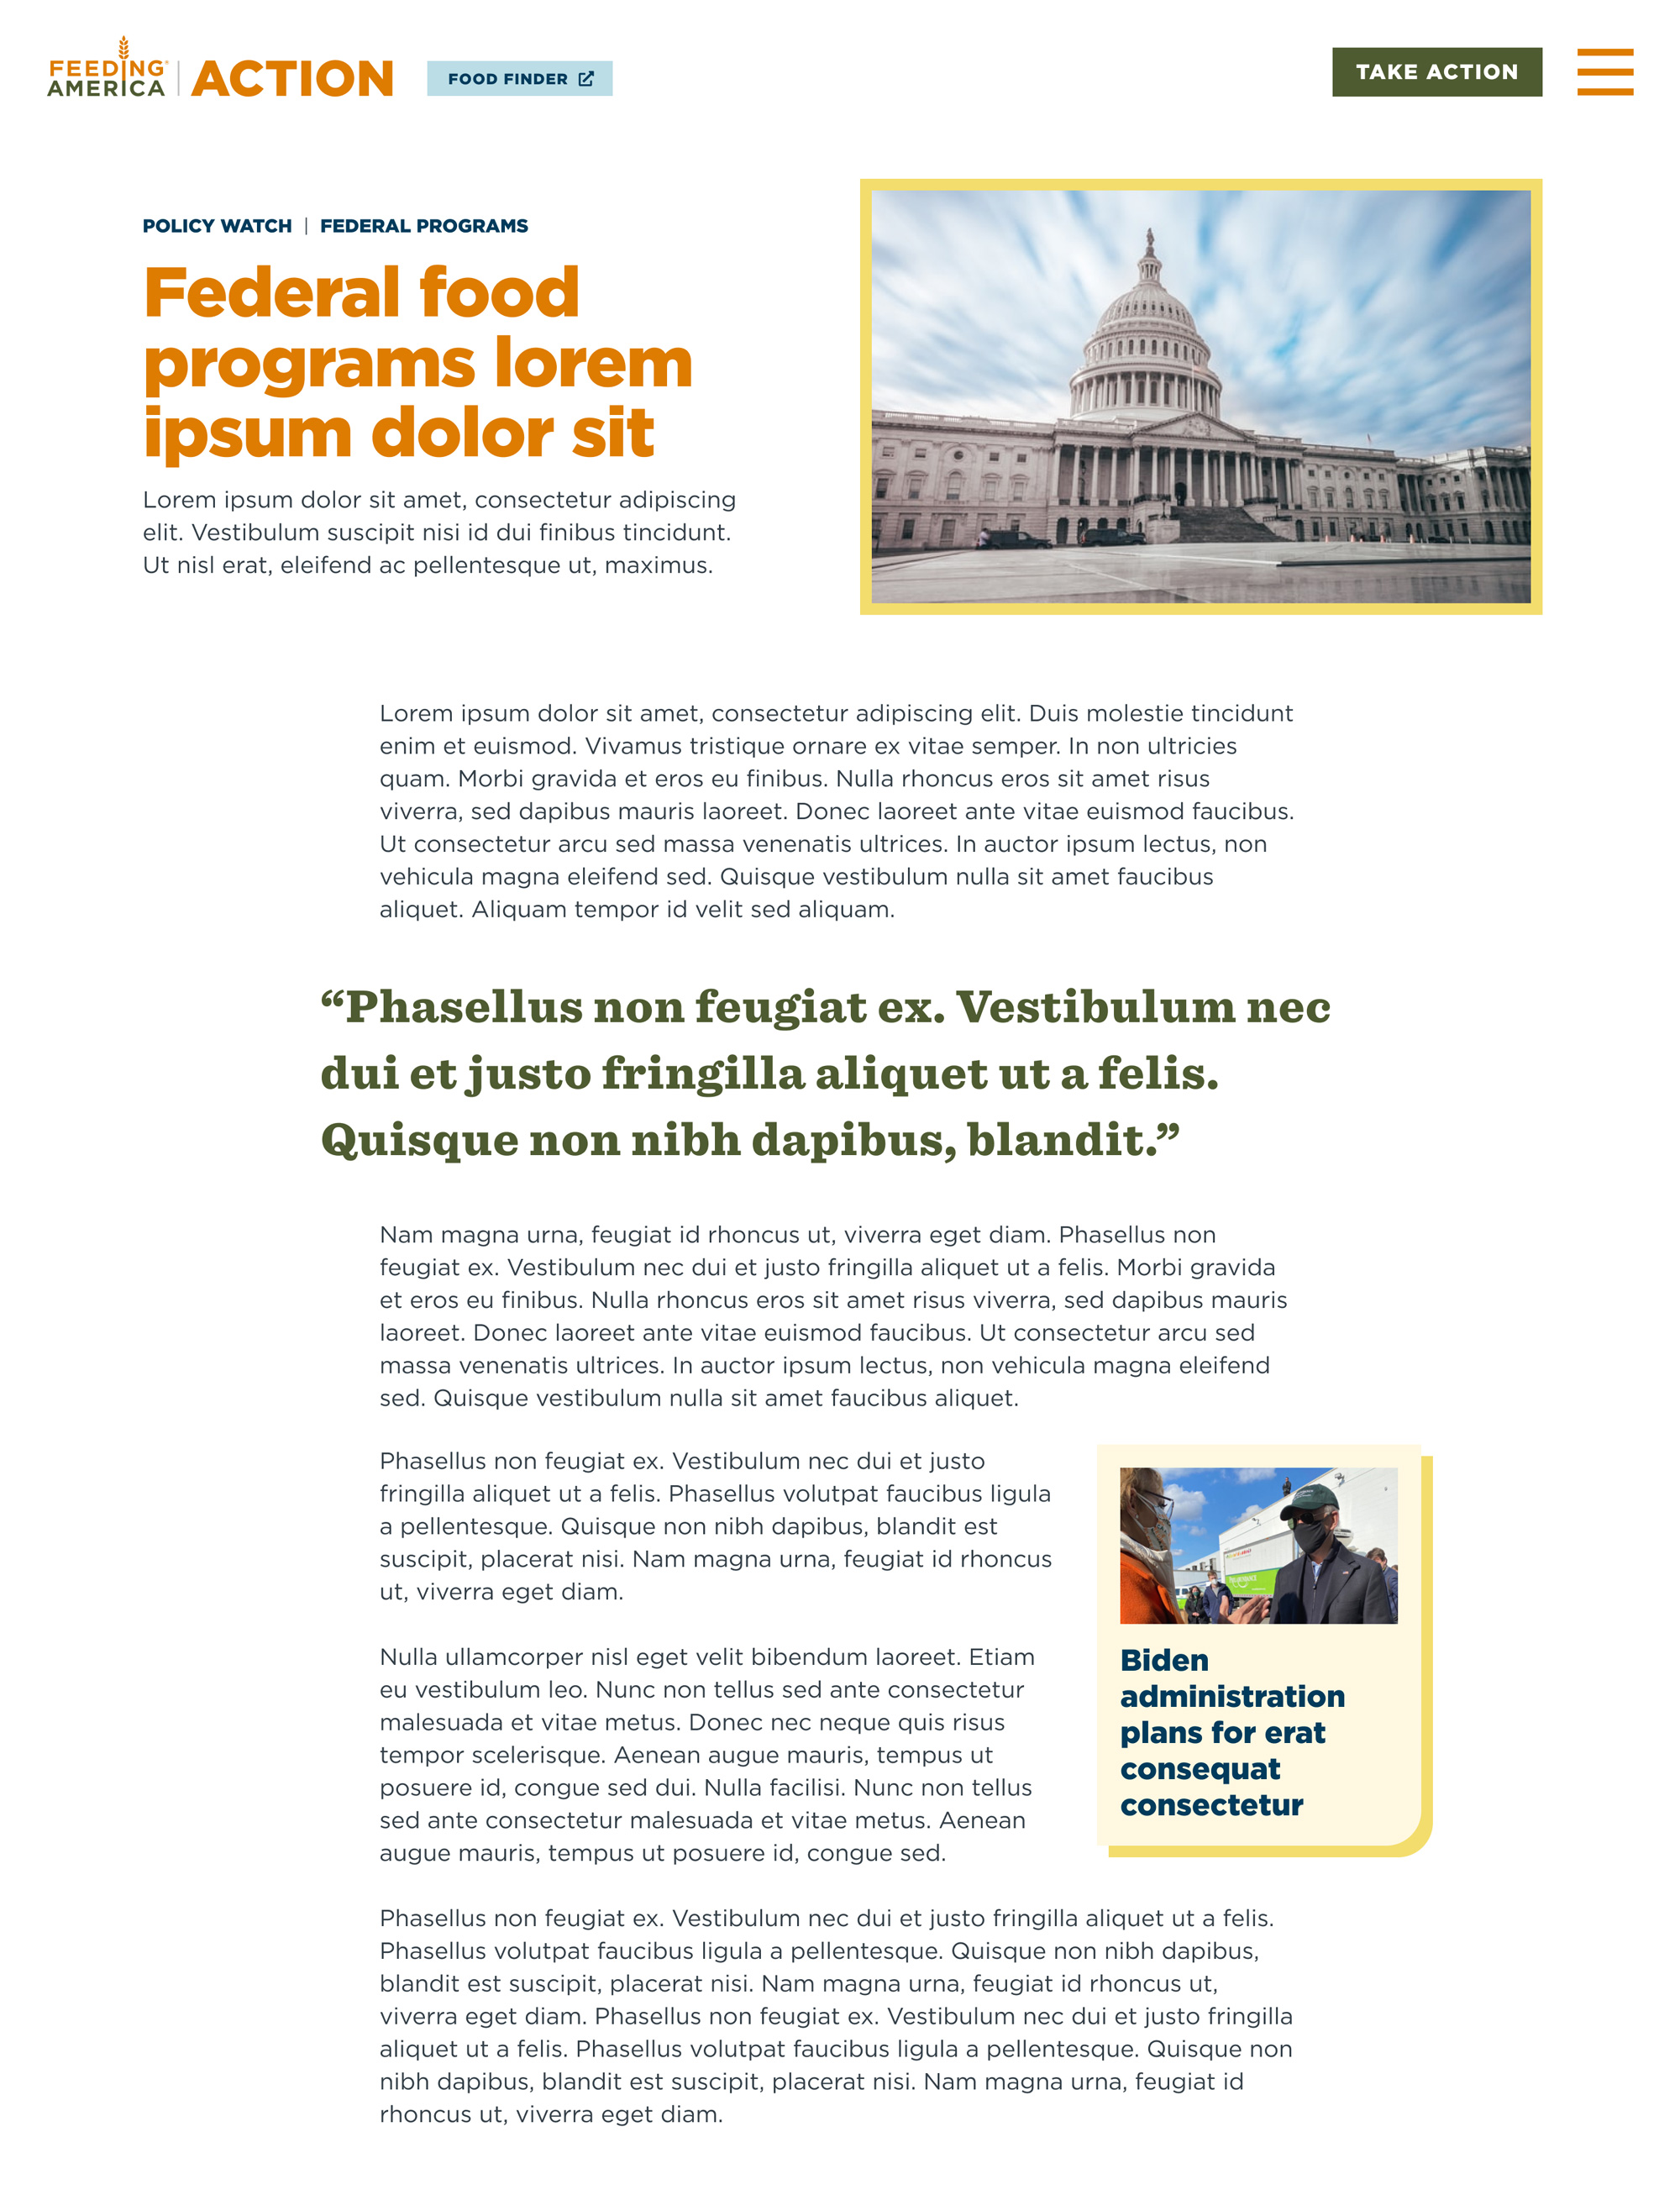 FEEDING
AMERICA
ACTION
FOOD FINDER
TAKE ACTION
POLICY WATCH | FEDERAL PROGRAMS
Federal food
programs lorem
ipsum dolor sit
Lorem ipsum dolor sit amet, consectetur adipiscing
elit. Vestibulum suscipit nisi id dui finibus tincidunt.
Ut nisl erat, eleifend ac pellentesque ut, maximus.
Lorem ipsum dolor sit amet, consectetur adipiscing elit. Duis molestie tincidunt
enim et euismod. Vivamus tristique ornare ex vitae semper. In non ultricies
quam. Morbi gravida et eros eu finibus. Nulla rhoncus eros sit amet risus
viverra, sed dapibus mauris laoreet. Donec laoreet ante vitae euismod faucibus.
Ut consectetur arcu sed massa venenatis ultrices. In auctor ipsum lectus, non
vehicula magna eleifend sed. Quisque vestibulum nulla sit amet faucibus
aliquet. Aliquam tempor id velit sed aliquam.
“Phasellus non feugiat ex. Vestibulum nec
dui et justo fringilla aliquet ut a felis.
Quisque non nibh dapibus, blandit.”
Nam magna urna, feugiat id rhoncus ut, viverra eget diam. Phasellus non
feugiat ex. Vestibulum nec dui et justo fringilla aliquet ut a felis. Morbi gravida
et eros eu finibus. Nulla rhoncus eros sit amet risus viverra, sed dapibus mauris
laoreet. Donec laoreet ante vitae euismod faucibus. Ut consectetur arcu sed
massa venenatis ultrices. In auctor ipsum lectus, non vehicula magna eleifend
sed. Quisque vestibulum nulla sit amet faucibus aliquet.
Phasellus non feugiat ex. Vestibulum nec dui et justo
fringilla aliquet ut a felis. Phasellus volutpat faucibus ligula
a pellentesque. Quisque non nibh dapibus, blandit est
suscipit, placerat nisi. Nam magna urna, feugiat id rhoncus
ut, viverra eget diam.
Nulla ullamcorper nisl eget velit bibendum laoreet. Etiam
eu vestibulum leo. Nunc non tellus sed ante consectetur
malesuada et vitae metus. Donec nec neque quis risus
tempor scelerisque. Aenean augue mauris, tempus ut
posuere id, congue sed dui. Nulla facilisi. Nunc non tellus
sed ante consectetur malesuada et vitae metus. Aenean
augue mauris, tempus ut posuere id, congue sed.
Biden
administration
plans for erat
consequat
consectetur
Phasellus non feugiat ex. Vestibulum nec dui et justo fringilla aliquet ut a felis.
Phasellus volutpat faucibus ligula a pellentesque. Quisque non nibh dapibus,
blandit est suscipit, placerat nisi. Nam magna urna, feugiat id rhoncus ut,
viverra eget diam. Phasellus non feugiat ex. Vestibulum nec dui et justo fringilla
aliquet ut a felis. Phasellus volutpat faucibus ligula a pellentesque. Quisque non
nibh dapibus, blandit est suscipit, placerat nisi. Nam magna urna, feugiat id
rhoncus ut, viverra eget diam.